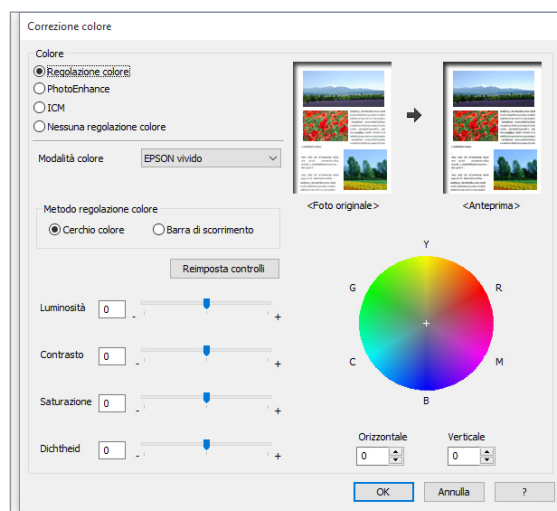 Correzione colore
Colore
Regolazione colore
PhotoEnhance
ICM
Nessuna regolazione colore
Modalità colore
EPSON vivido
<Foto originale>
<Anteprima>
Metodo regolazione colore
Cerchio colore
Barra di scorrimento
Reimposta controlli
Luminosità 0 - +
Contrasto 0 - +
Saturazione 0 - +
Dichtheid 0 - +
Y
G R
C M
B
Orizzontale Verticale
0 0
OK Annulla ?